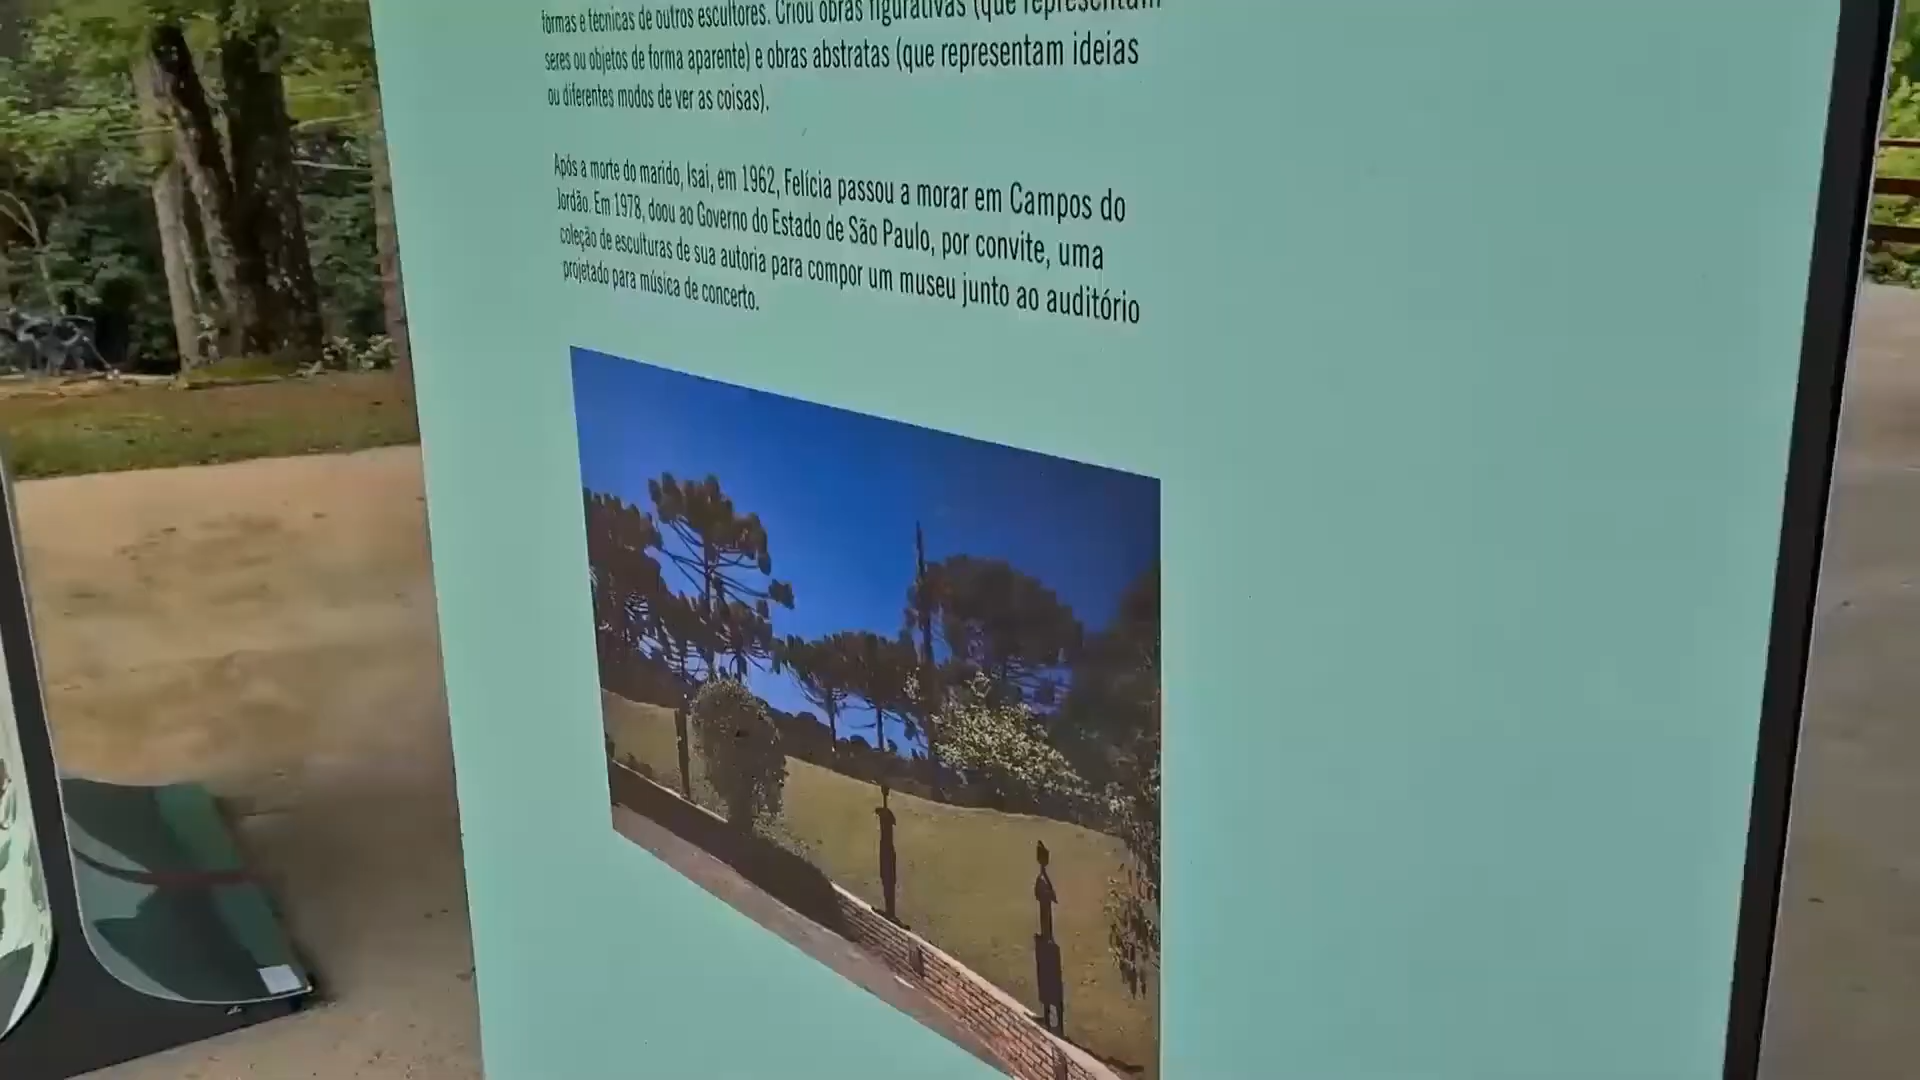 formas e técnicas de outros escultores. Criou obras figurativas (que representam
seres ou objetos de forma aparente) e obras abstratas (que representam ideias
ou diferentes modos de ver as coisas).
Após a morte do marido, Isai, em 1962, Felícia passou a morar em Campos do
Jordão. Em 1978, doou ao Governo do Estado de São Paulo, por convite, uma
coleção de esculturas de sua autoria para compor um museu junto ao auditório
projetado para música de concerto.